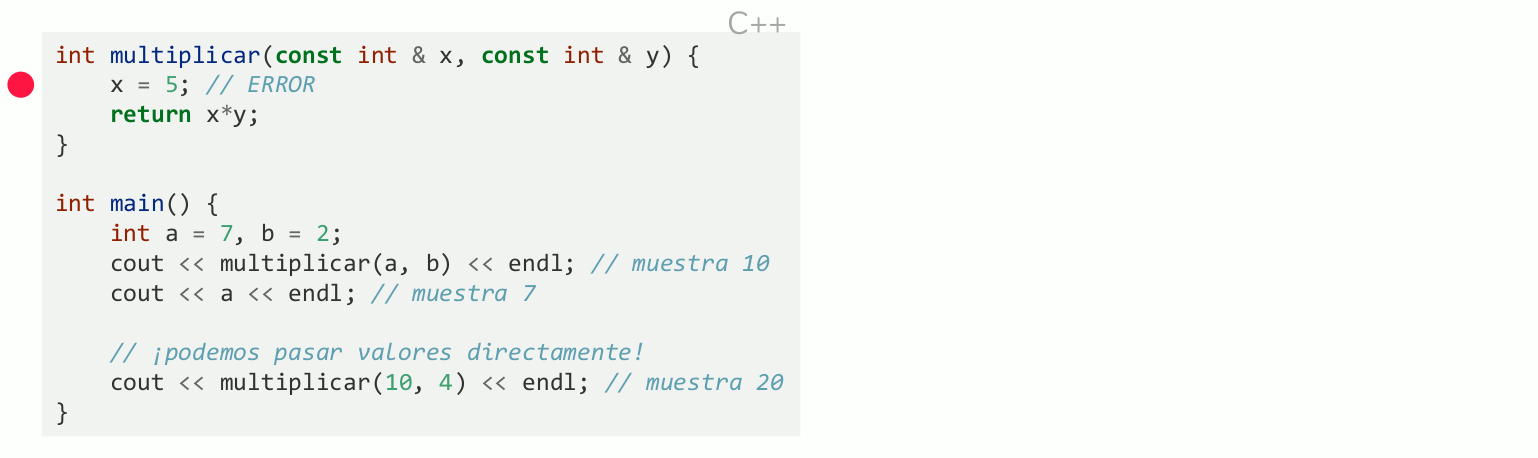 C++
int multiplicar(const int & x, const int & y) {
    x = 5; // ERROR
    return x*y;
}
int main() {
    int a = 7, b = 2;
    cout << multiplicar(a, b) << endl; // muestra 10
    cout << a << endl; // muestra 7
    // ¡podemos pasar valores directamente!
    cout << multiplicar(10, 4) << endl; // muestra 20
}